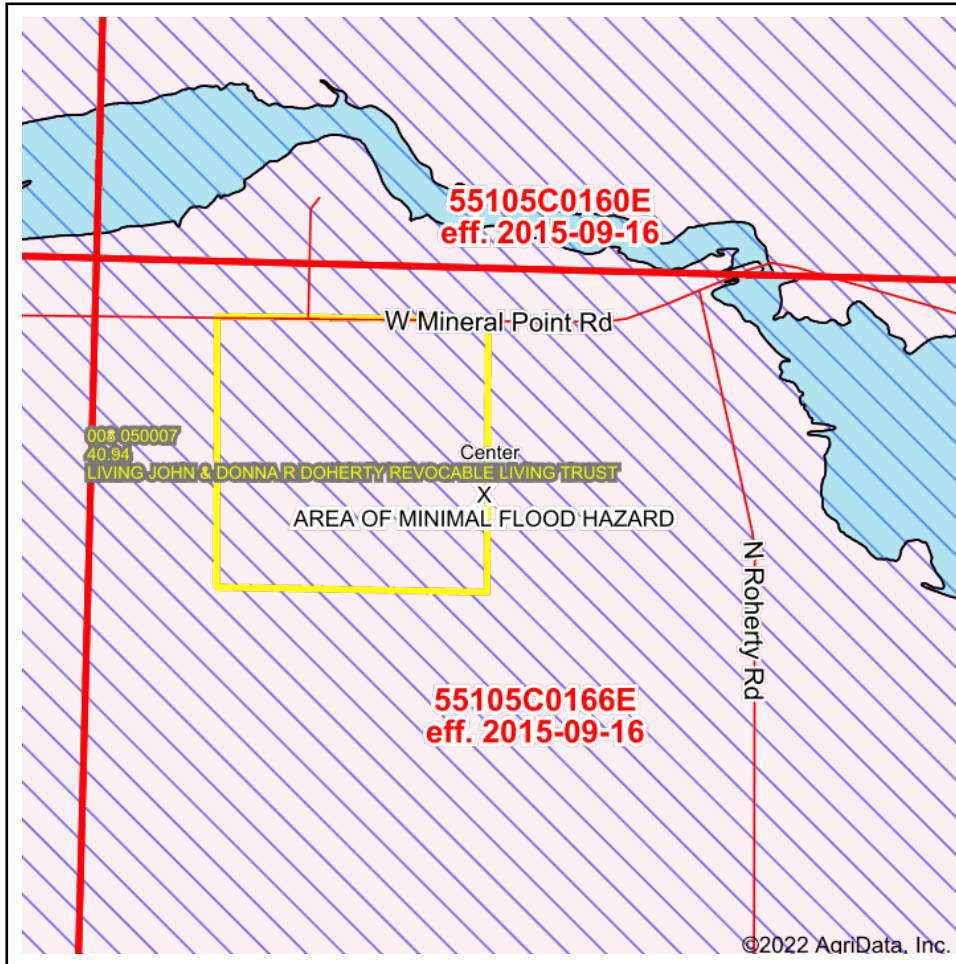 55105C0160E
eff. 2015-09-16
W Mineral Point Rd
008 050007
40.94
LIVING JOHN & DONNA R DOHERTY REVOCABLE LIVING TRUST
Center
X
AREA OF MINIMAL FLOOD HAZARD
N Roherty Rd
55105C0166E
eff. 2015-09-16
©2022 AgriData, Inc.